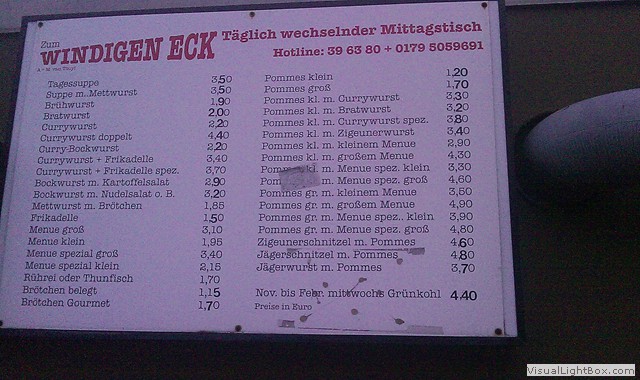 Zum
WINDIGEN ECK
Täglich wechselnder Mittagstisch
Hotline: 39 63 80 + 0179 5059691
Tagessuppe 3,50
Suppe m. Mettwurst 3,50
Brühwurst 1,90
Bratwurst 2,00
Currywurst 2,20
Currywurst doppelt 4,40
Curry-Bockwurst 2,20
Currywurst + Frikadelle 3,40
Currywurst + Frikadelle spez. 3,70
Bockwurst m. Kartoffelsalat 2,90
Bockwurst m. Nudelsalat o. B. 3,20
Mettwurst m. Brötchen 1,85
Frikadelle 1,50
Menue groß 3,10
Menue klein 1,95
Menue spezial groß 3,40
Menue spezial klein 2,15
Rührei oder Thunfisch 1,70
Brötchen belegt 1,15
Brötchen Gourmet 1,70
Pommes klein 1,20
Pommes groß 1,70
Pommes kl. m. Currywurst 3,30
Pommes kl. m. Bratwurst 3,20
Pommes kl. m. Currywurst spez. 3,80
Pommes kl. m. Zigeunerwurst 3,40
Pommes kl. m. kleinem Menue 2,90
Pommes kl. m. großem Menue 4,30
m. Menue spez. klein 3,30
m. Menue spez. groß 4,60
Pommes gr. m. kleinem Menue 3,50
Pommes gr. m. großem Menue 4,90
Pommes gr. m. Menue spez.. klein 3,90
Pommes gr. m. Menue spez. groß 4,80
Zigeunerschnitzel m. Pommes 4,60
Jägerschnitzel m. Pommes 4,80
Jägerwurst m. Pommes 3,70
Nov. bis Febr. mittwochs Grünkohl 4,40
Preise in Euro
VisualLightBox.com